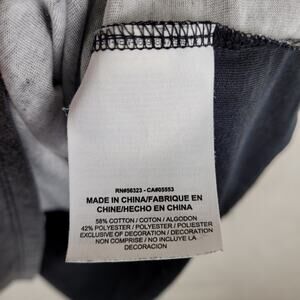 RN#56323 - CA#05553
MADE IN CHINA/FABRIQUE EN
CHINE/HECHO EN CHINA
58% COTTON / COTON / ALGODON
42% POLYESTER / POLYESTER / POLIESTER
EXCLUSIVE OF DECORATION / DECORATION
NON COMPRISE / NO INCLUYE LA
DECORACION